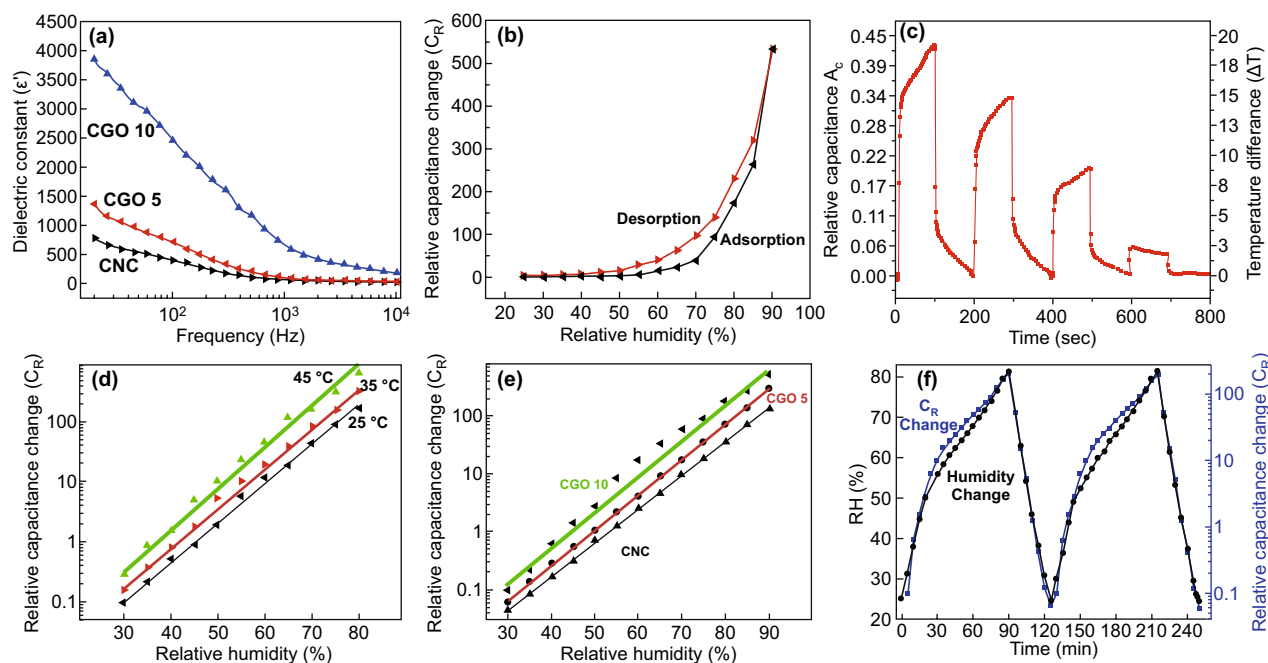 (a)
Dielectric constant (ε')
4500
4000
3500
3000
2500
2000
1500
1000
500
0
CGO 10
CGO 5
CNC
10² 10³ 10⁴
Frequency (Hz)
(b)
Relative capacitance change (C_R)
600
500
400
300
200
100
0
Desorption
Adsorption
20 30 40 50 60 70 80 90 100
Relative humidity (%)
(c)
Relative capacitance A_c
0.45
0.39
0.34
0.28
0.22
0.17
0.11
0.06
0.00
20
18
15
13
10
8
5
3
0
Temperature differance (ΔT)
0 200 400 600 800
Time (sec)
(d)
Relative capacitance change (C_R)
100
10
1
0.1
45 °C
35 °C
25 °C
30 40 50 60 70 80
Relative humidity (%)
(e)
Relative capacitance change (C_R)
100
10
1
0.1
CGO 5
CGO 10
CNC
30 35 40 45 50 55 60 65 70 75 80 85 90
Relative humidity (%)
(f)
RH (%)
80
70
60
50
40
30
20
C_R
Change
Humidity
Change
100
10
1
0.1
Relative capacitance change (C_R)
0 30 60 90 120 150 180 210 240
Time (min)